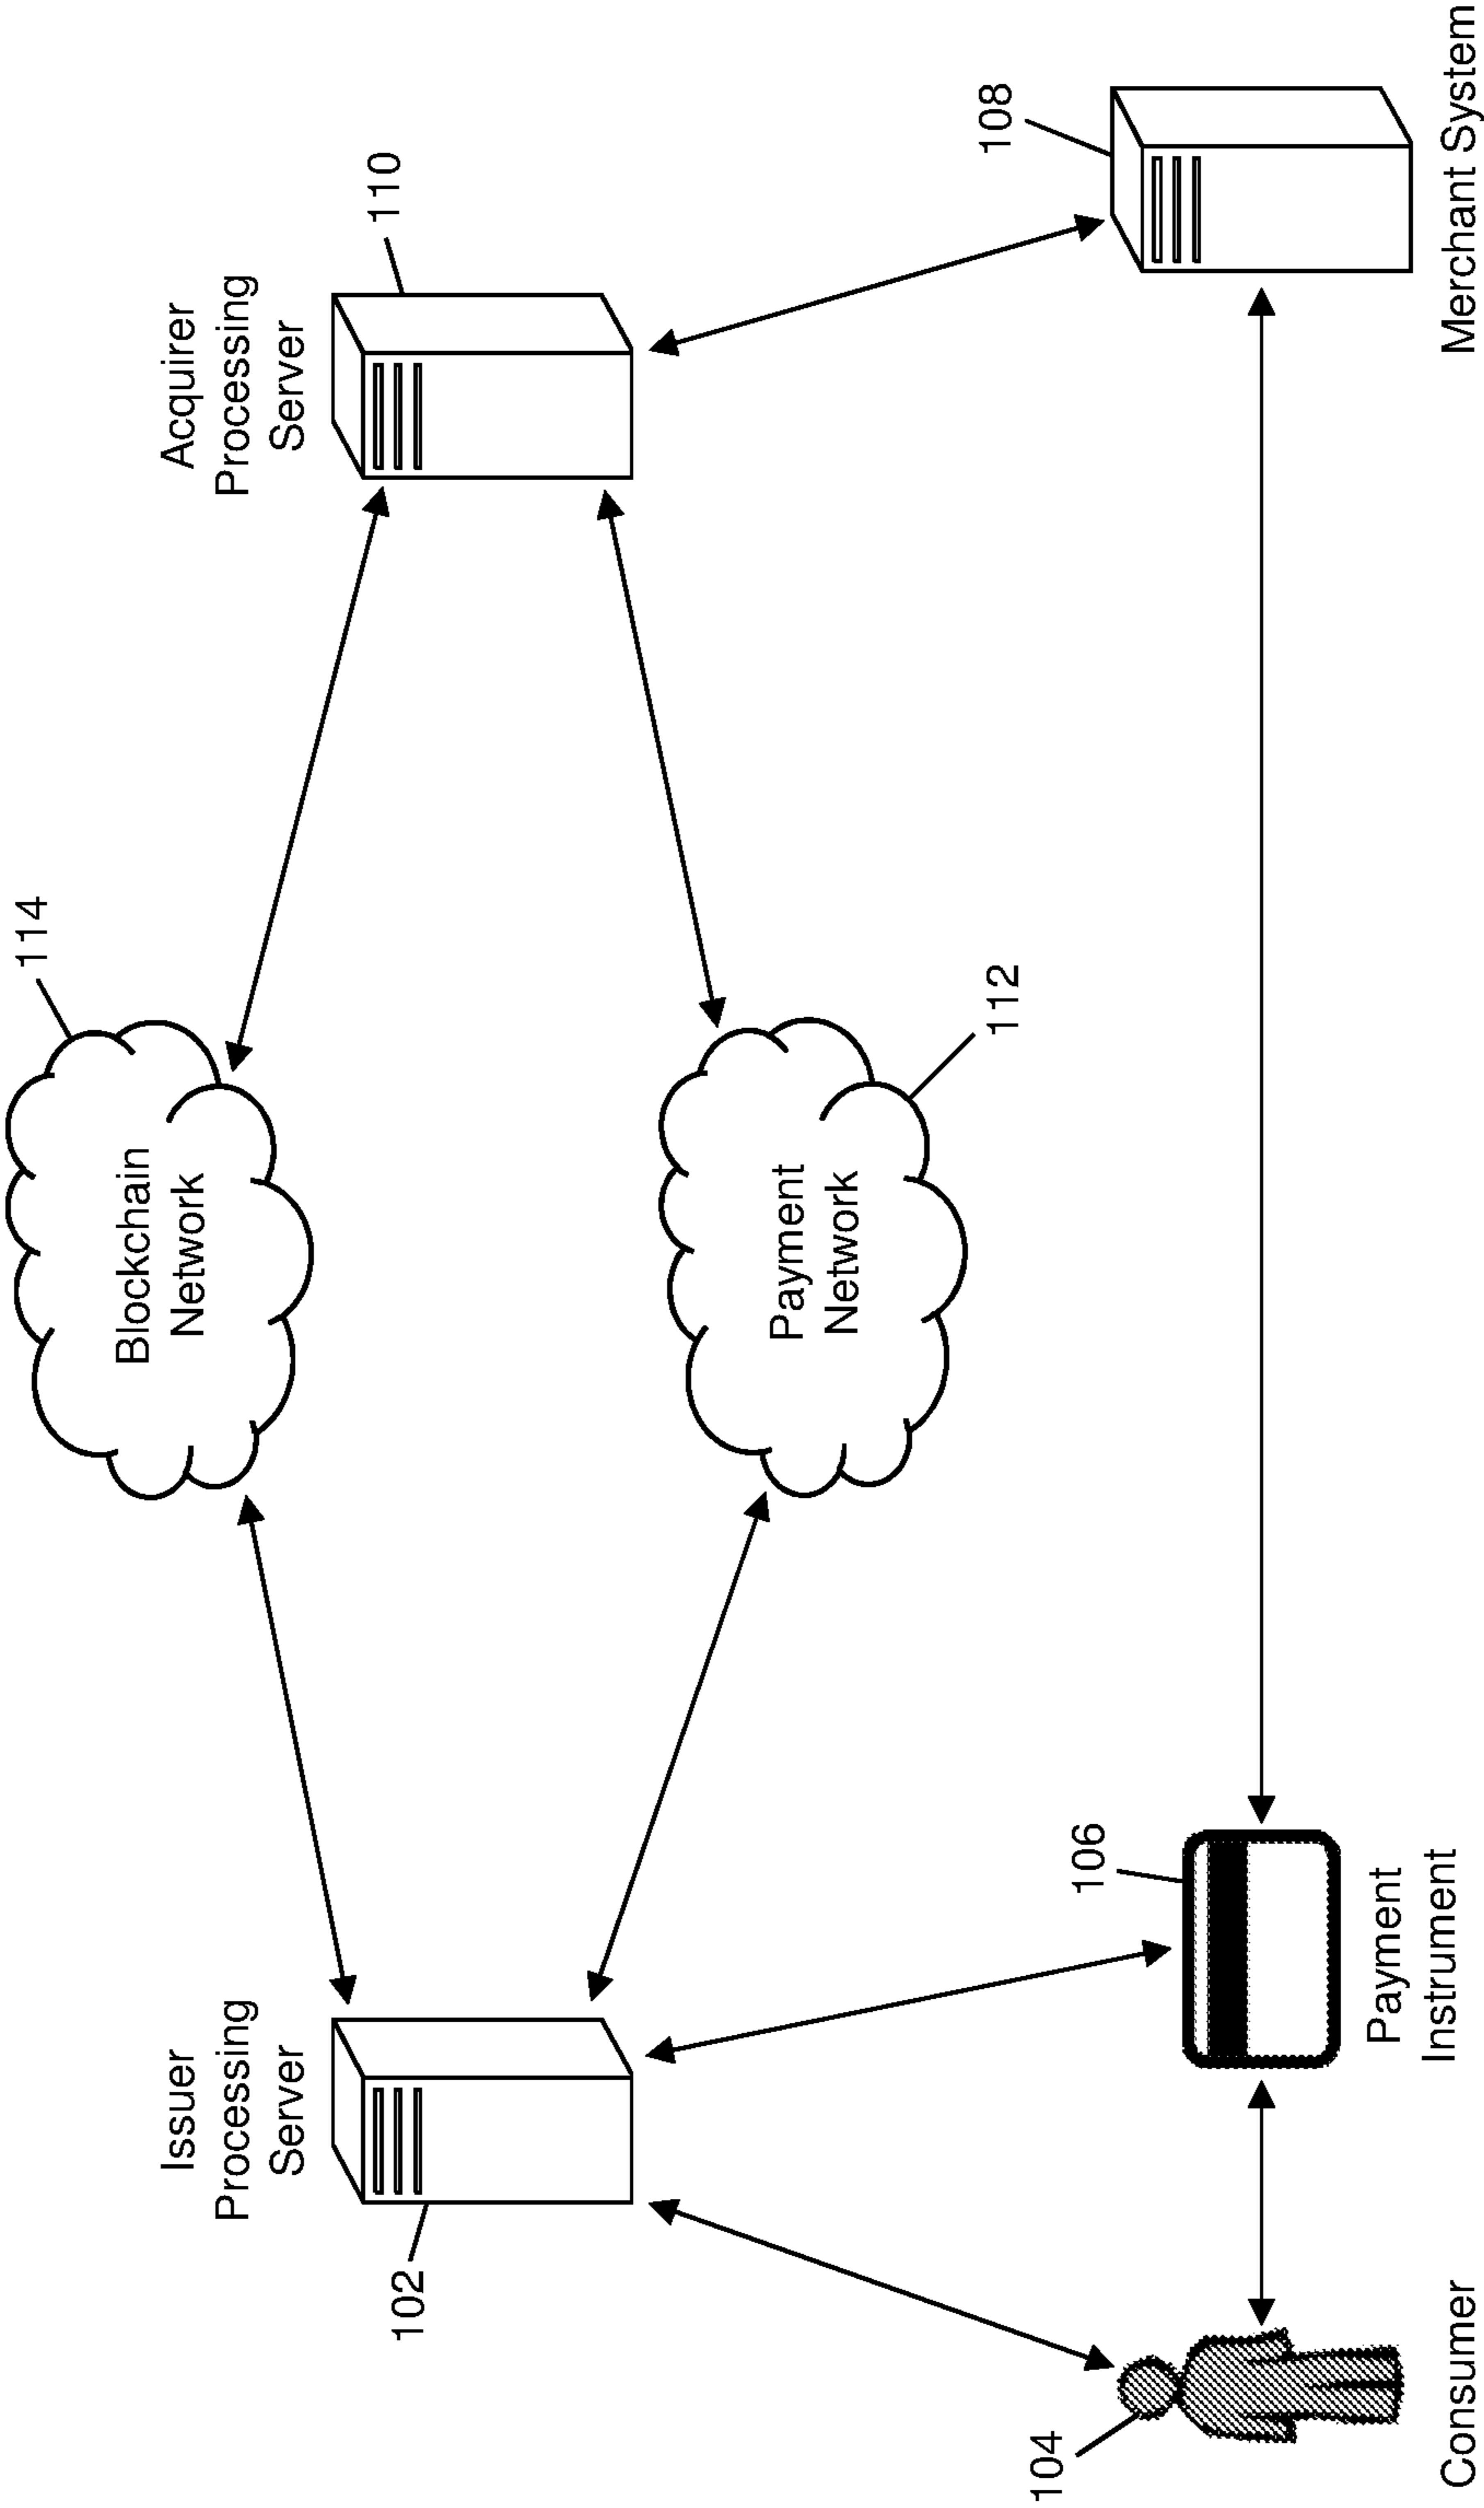 114
Blockchain
Network
Issuer
Processing
Server
Acquirer
Processing
Server
102
110
Payment
Network
112
104
106
108
Consumer
Payment
Instrument
Merchant System